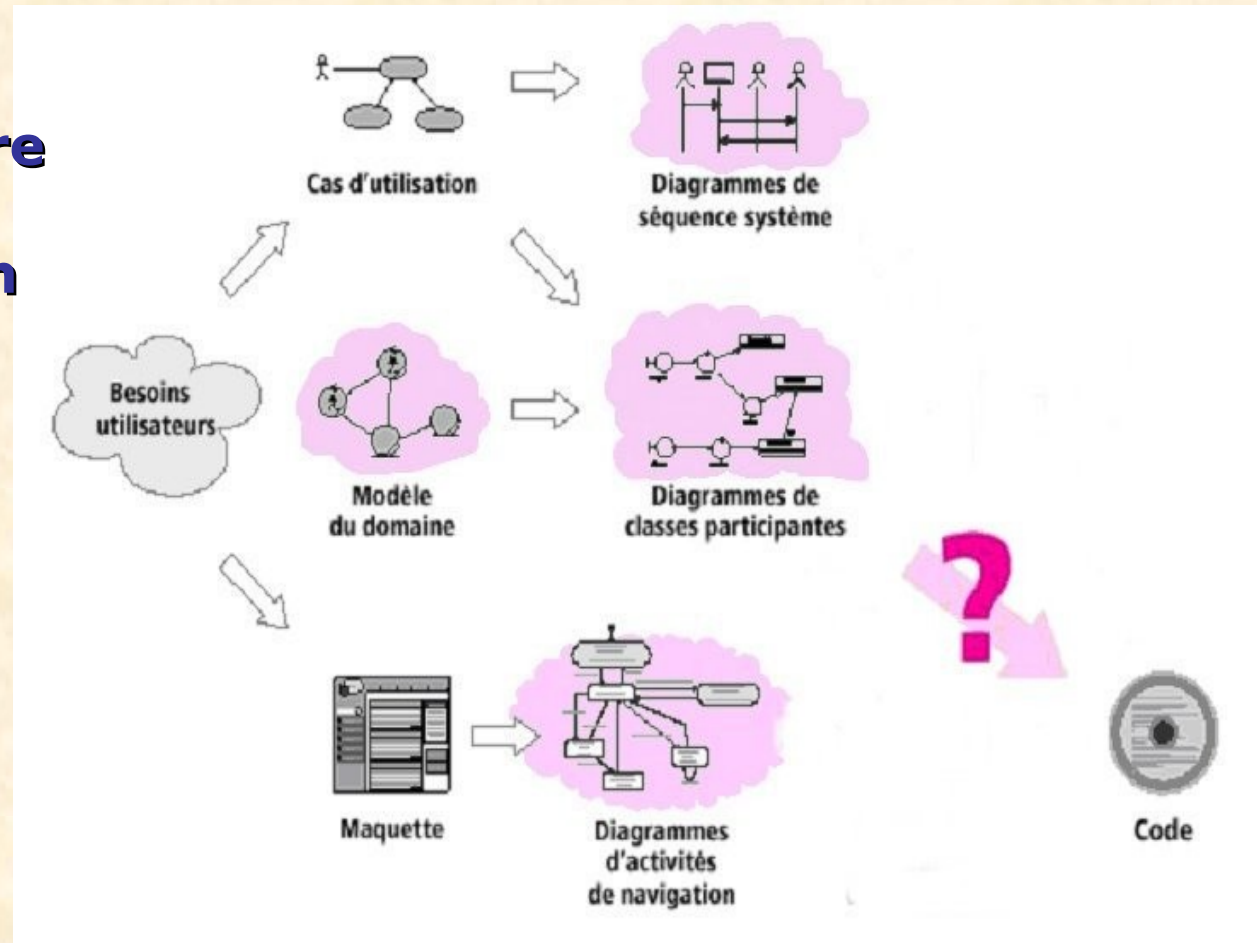 re
n
Cas d'utilisation
Diagrammes de
séquence système
Besoins
utilisateurs
Modèle
du domaine
Diagrammes de
classes participantes
?
Maquette
Diagrammes
d'activités
de navigation
Code